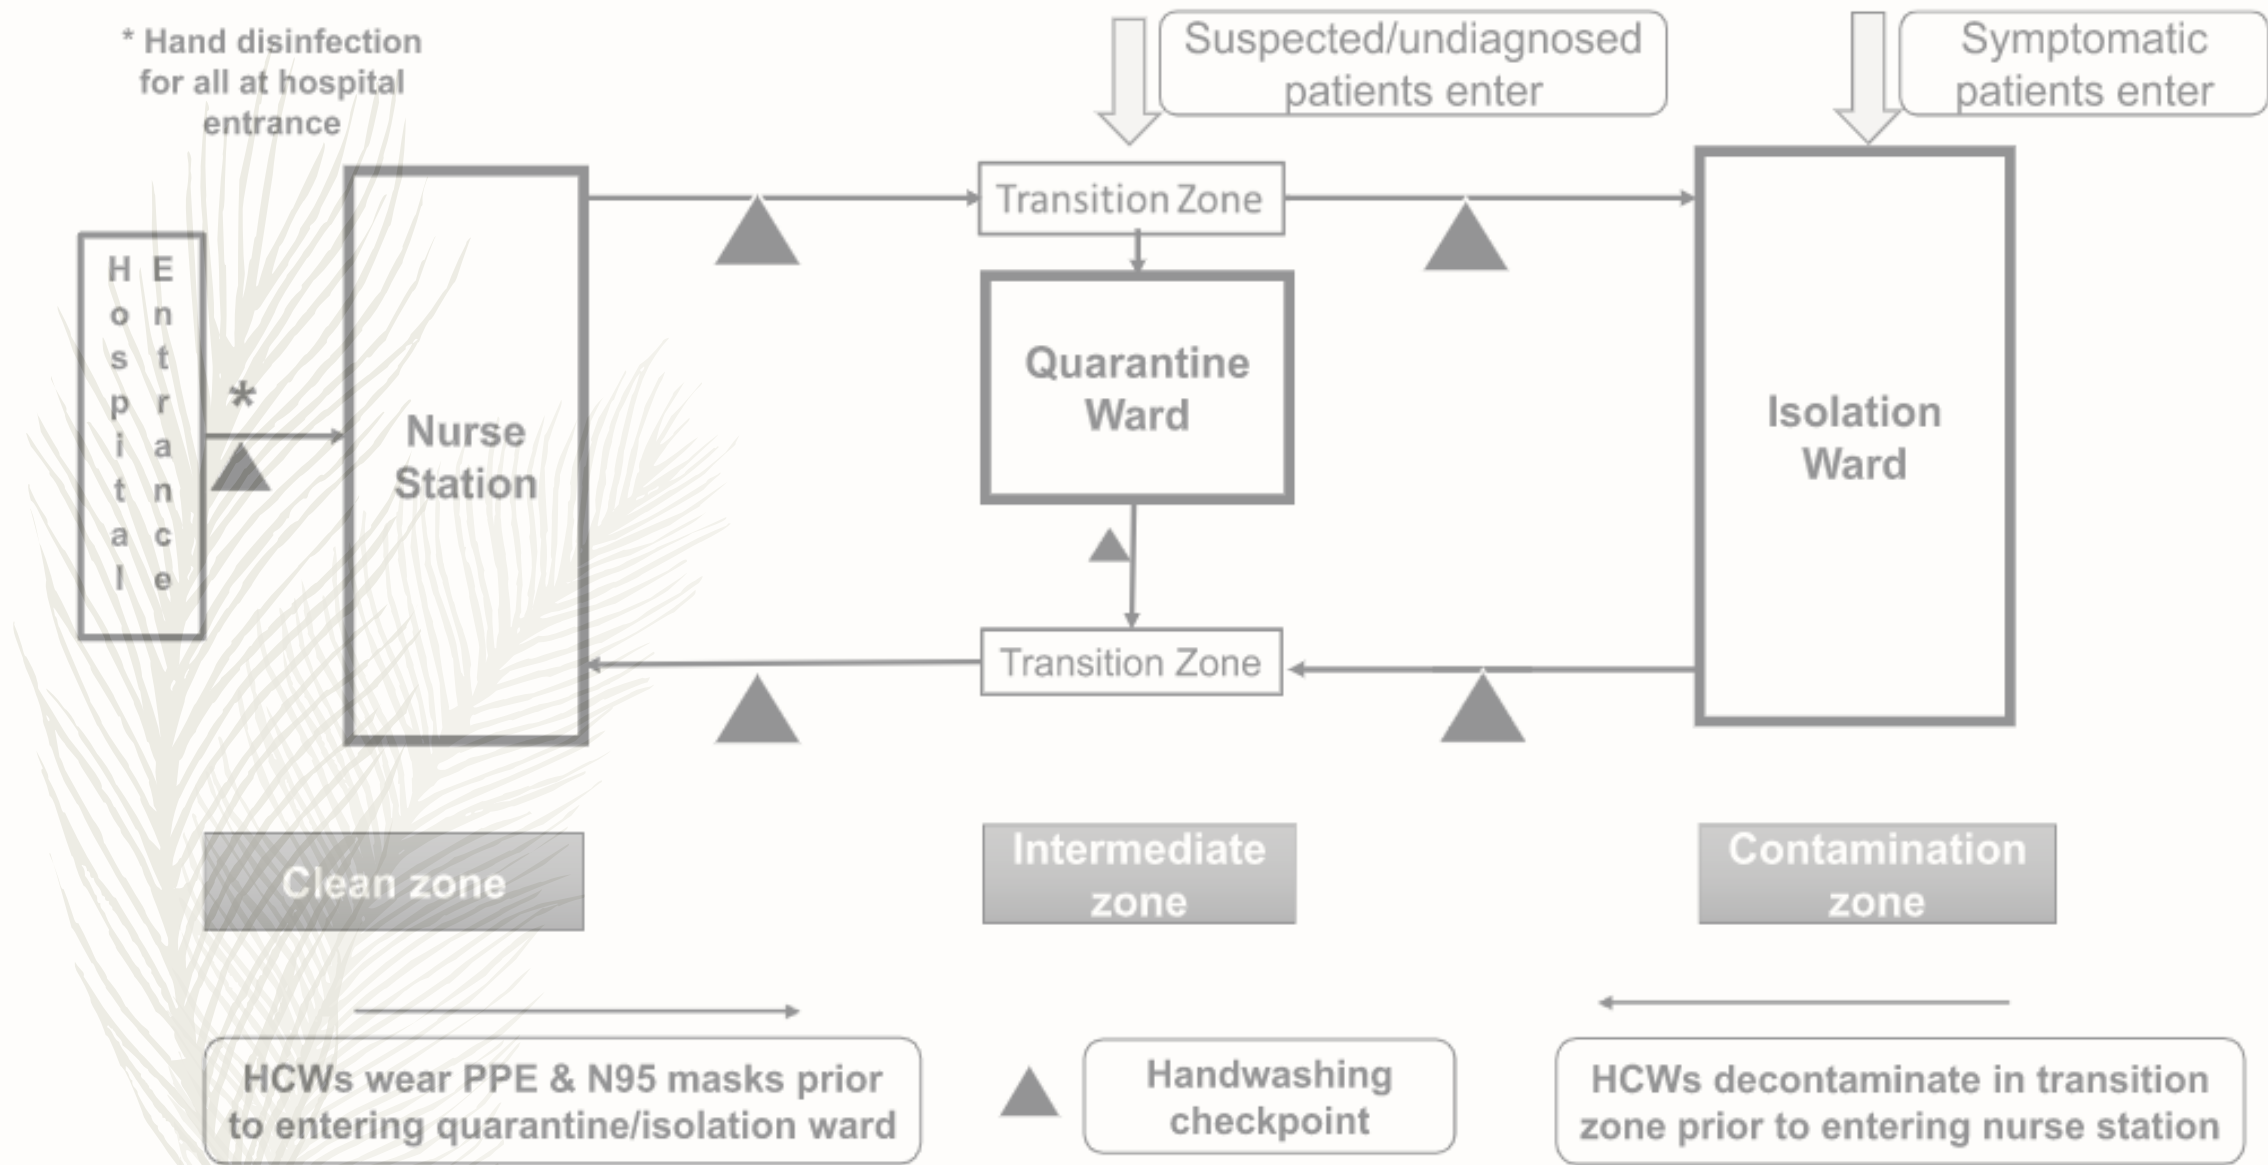 * Hand disinfection
for all at hospital
entrance
Suspected/undiagnosed
patients enter
Symptomatic
patients enter
Hospital
Entrance
*
Nurse
Station
Transition Zone
Quarantine
Ward
Transition Zone
Isolation
Ward
Clean zone
Intermediate
zone
Contamination
zone
HCWs wear PPE & N95 masks prior
to entering quarantine/isolation ward
Handwashing
checkpoint
HCWs decontaminate in transition
zone prior to entering nurse station